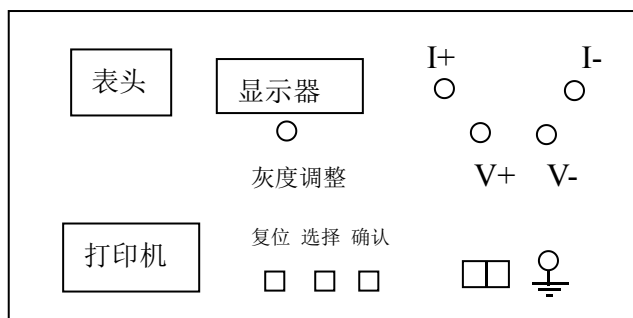 表头
显示器
I+
I-
V+
V-
灰度调整
打印机
复位 选择 确认